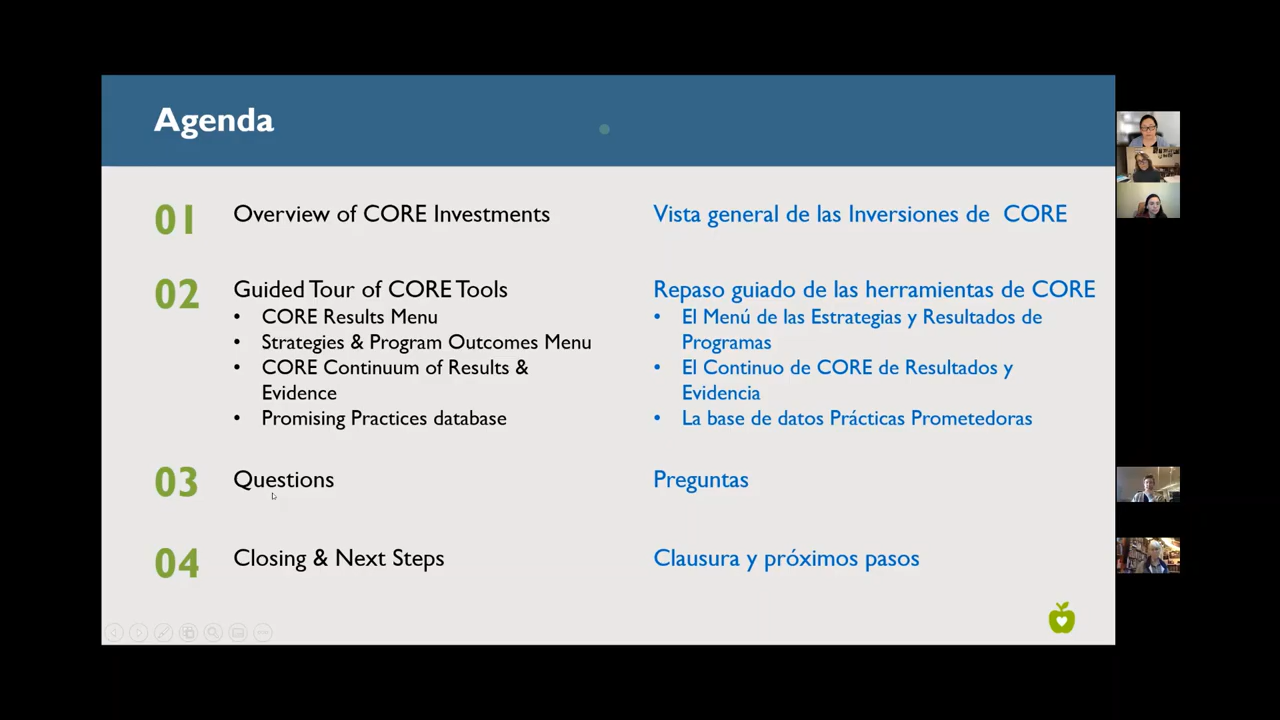 Agenda
01
Overview of CORE Investments
Vista general de las Inversiones de CORE
02
Guided Tour of CORE Tools
• CORE Results Menu
• Strategies & Program Outcomes Menu
• CORE Continuum of Results &
Evidence
• Promising Practices database
Repaso guiado de las herramientas de CORE
• El Menú de las Estrategias y Resultados de
Programas
• El Continuo de CORE de Resultados y
Evidencia
• La base de datos Prácticas Prometedoras
03
Questions
Preguntas
04
Closing & Next Steps
Clausura y próximos pasos